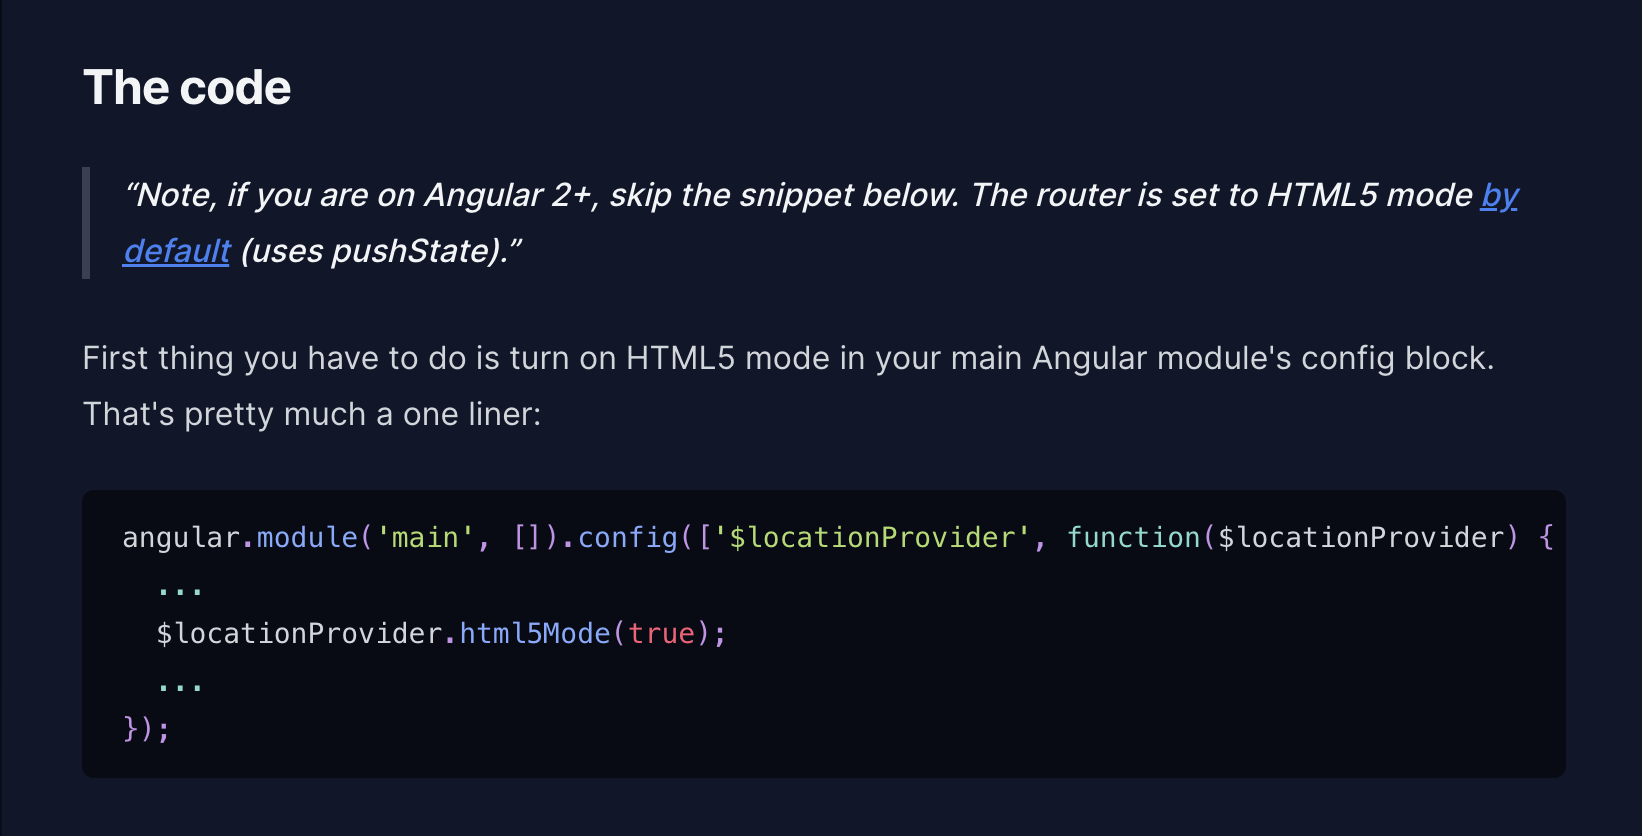 The code
“Note, if you are on Angular 2+, skip the snippet below. The router is set to HTML5 mode by
default (uses pushState).”
First thing you have to do is turn on HTML5 mode in your main Angular module's config block.
That's pretty much a one liner:
angular.module('main', []).config(['$locationProvider', function($locationProvider) {
  ...
  $locationProvider.html5Mode(true);
  ...
});